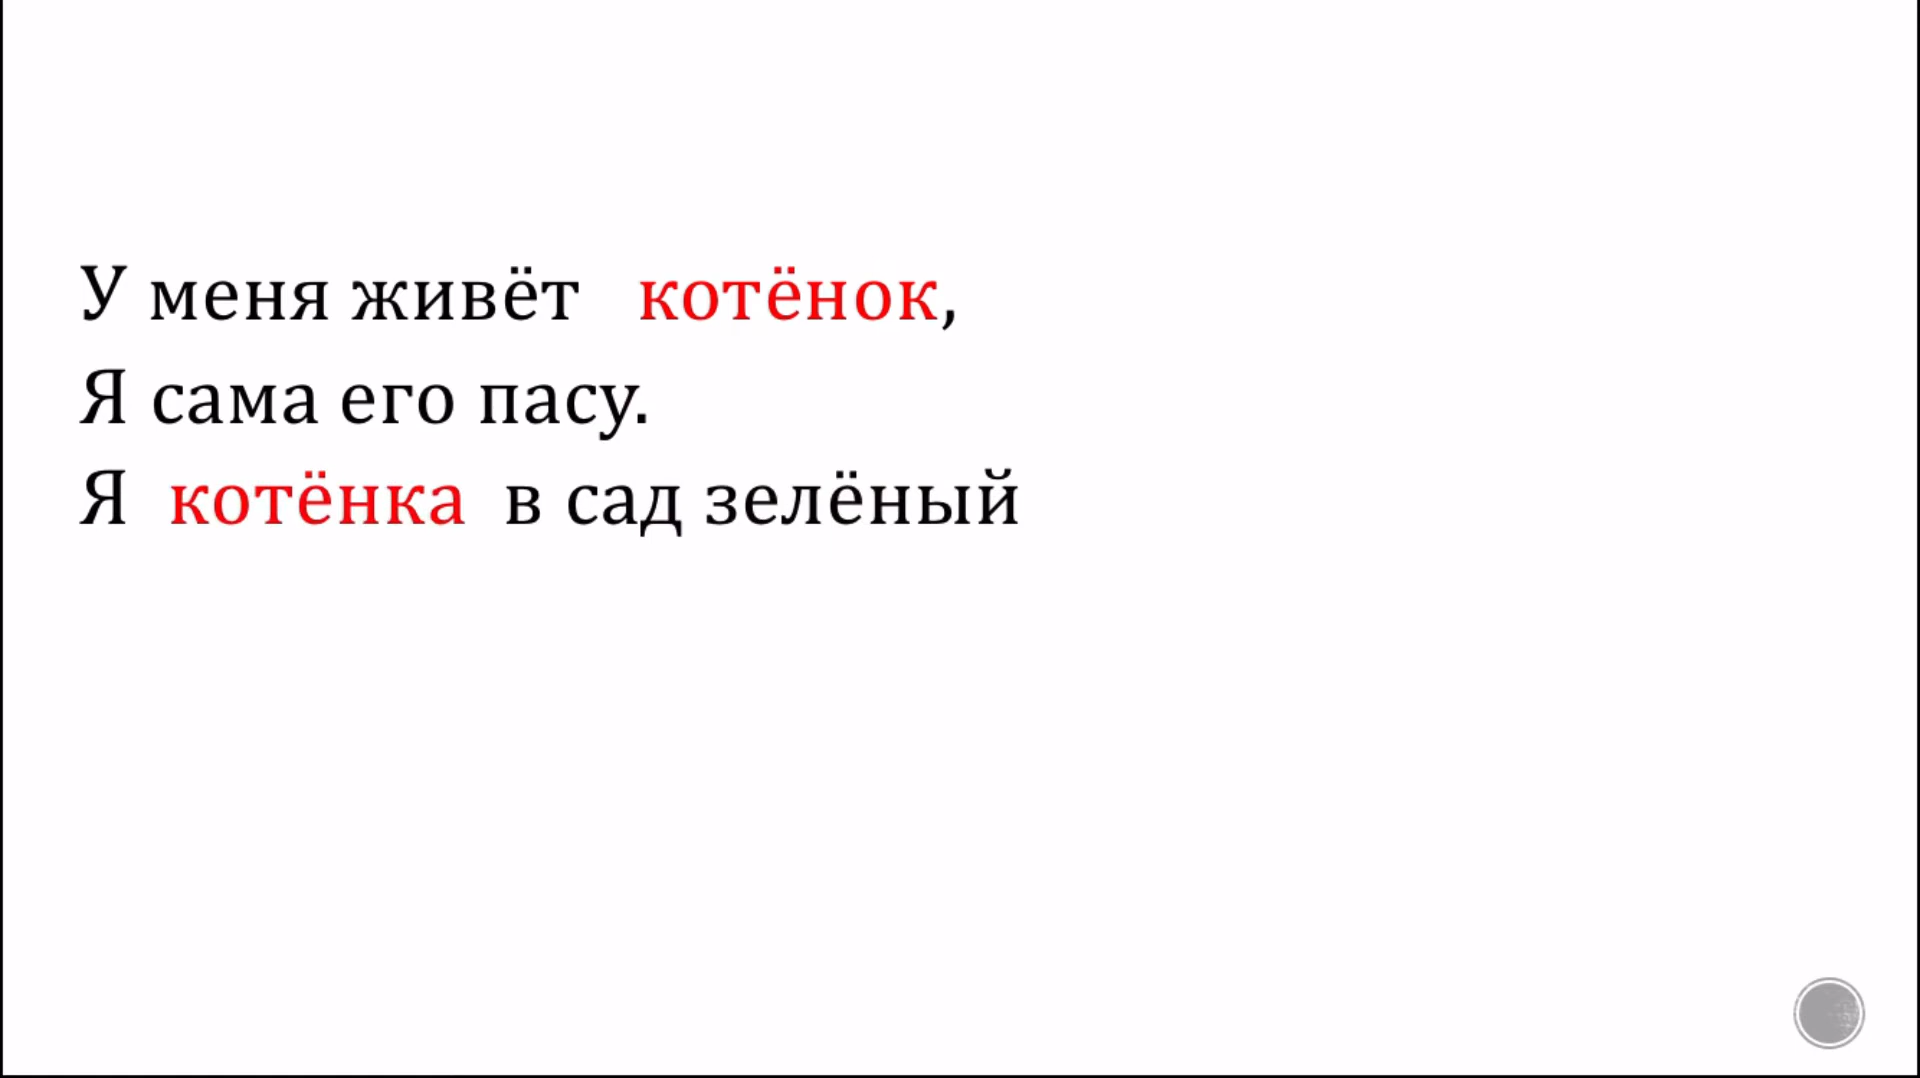 У меня живёт котёнок,
Я сама его пасу.
Я котёнка в сад зелёный